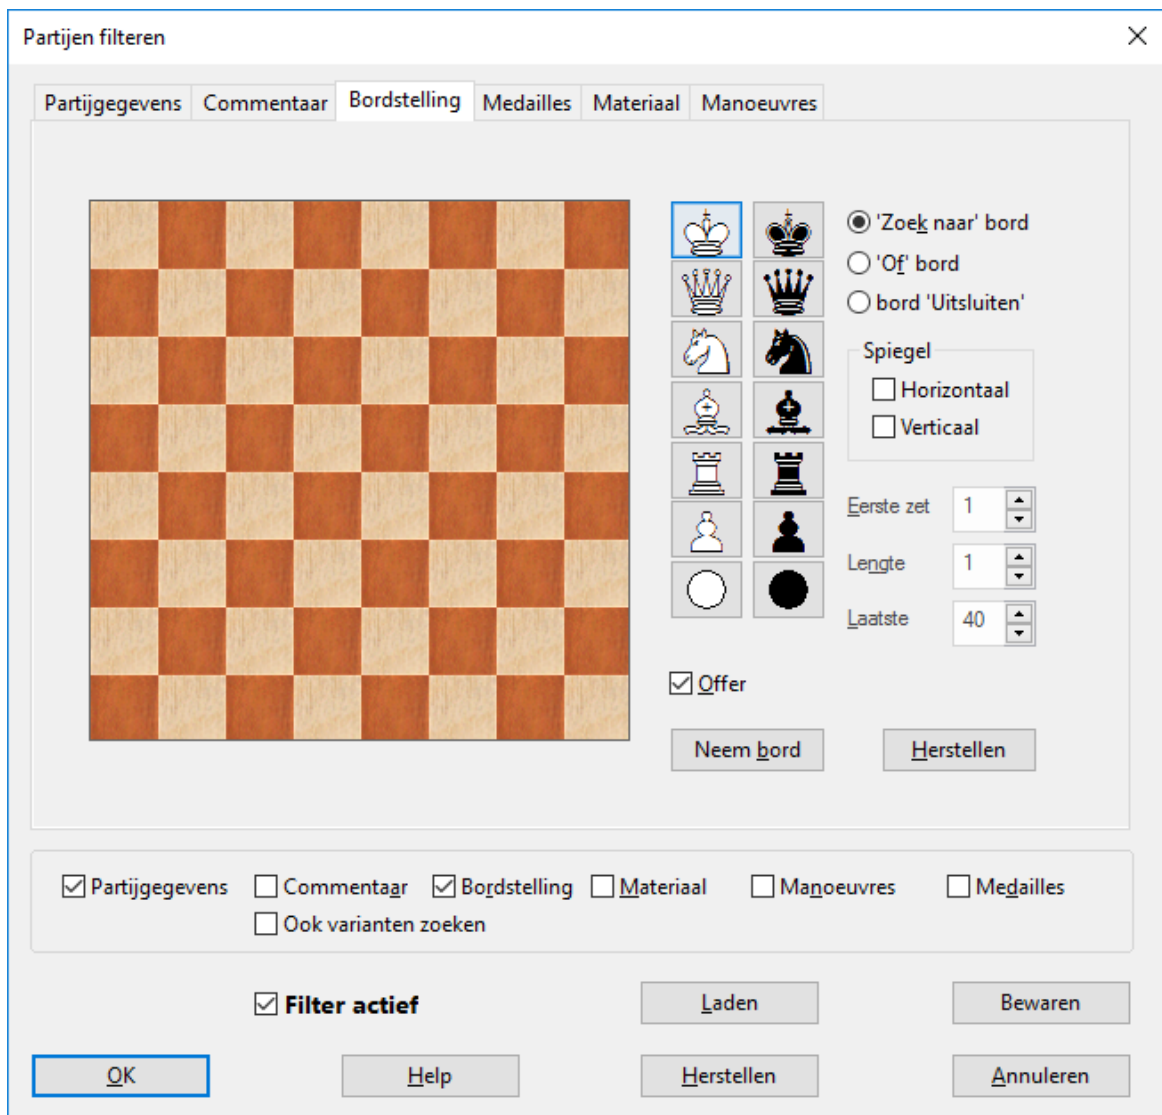 Partijen filteren
Partijgegevens Commentaar Bordstelling Medailles Materiaal Manoeuvres
'Zoek naar' bord
'Of' bord
bord 'Uitsluiten'
Spiegel
Horizontaal
Verticaal
Eerste zet 1
Lengte 1
Laatste 40
Offer
Neem bord Herstellen
Partijgegevens Commentaar Bordstelling Materiaal Manoeuvres Medailles
Ook varianten zoeken
Filter actief Laden Bewaren
OK Help Herstellen Annuleren